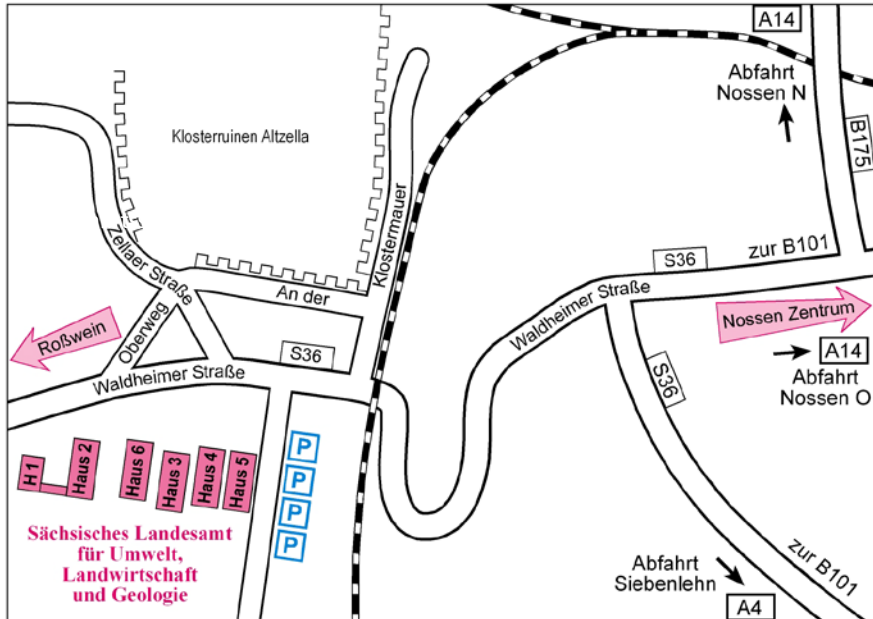 A14
Abfahrt
Nossen N
B175
Klosterruinen Altzella
Klostermauer
An der
Zellaer Straße
Oberweg
Roßwein
Waldheimer Straße
S36
Waldheimer Straße
S36
zur B101
Nossen Zentrum
A14
Abfahrt
Nossen O
S36
zur B101
Abfahrt
Siebenlehn
A4
H1
Haus 2
Haus 6
Haus 3
Haus 4
Haus 5
P
P
P
P
Sächsisches Landesamt
für Umwelt,
Landwirtschaft
und Geologie